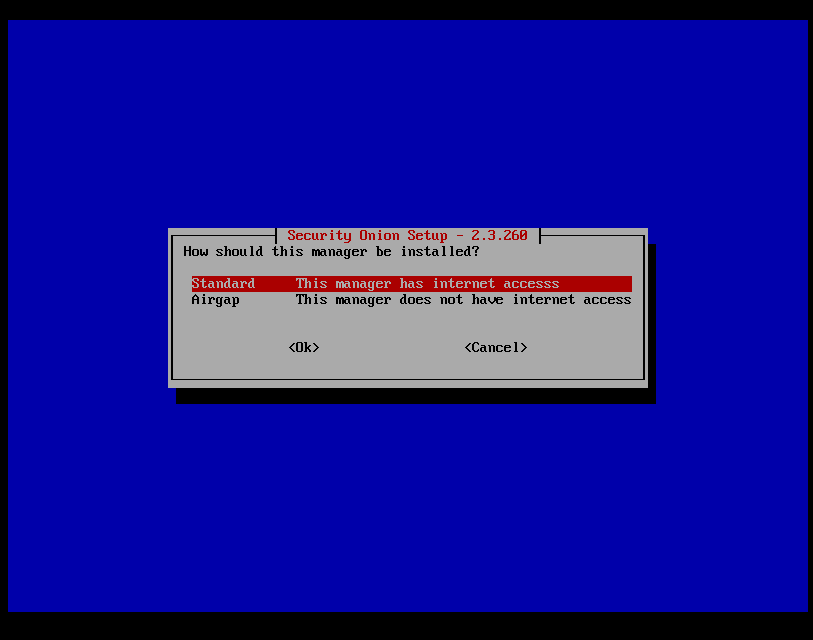 Security Onion Setup - 2.3.260
How should this manager be installed?
Standard This manager has internet accesss
Airgap This manager does not have internet access
<Ok> <Cancel>